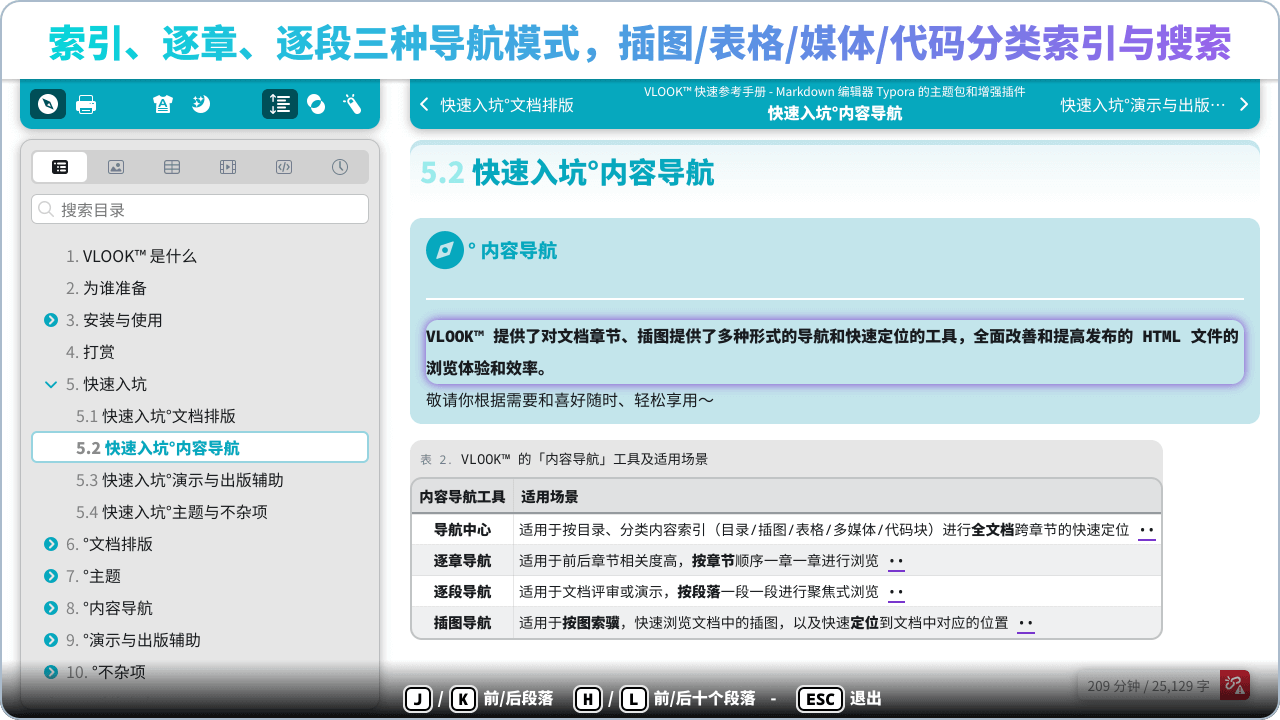 索引、逐章、逐段三种导航模式，插图/表格/媒体/代码分类索引与搜索
快速入坑°文档排版
VLOOK™ 快速参考手册 - Markdown 编辑器 Typora 的主题包和增强插件
快速入坑°内容导航
快速入坑°演示与出版…
搜索目录
1. VLOOK™ 是什么
2. 为谁准备
3. 安装与使用
4. 打赏
5. 快速入坑
5.1 快速入坑°文档排版
5.2 快速入坑°内容导航
5.3 快速入坑°演示与出版辅助
5.4 快速入坑°主题与不杂项
6. °文档排版
7. °主题
8. °内容导航
9. °演示与出版辅助
10. °不杂项
5.2 快速入坑°内容导航
° 内容导航
VLOOK™ 提供了对文档章节、插图提供了多种形式的导航和快速定位的工具，全面改善和提高发布的 HTML 文件的
浏览体验和效率。
敬请你根据需要和喜好随时、轻松享用～
表 2. VLOOK™ 的「内容导航」工具及适用场景
内容导航工具 适用场景
导航中心 适用于按目录、分类内容索引（目录/插图/表格/多媒体/代码块）进行全文档跨章节的快速定位
逐章导航 适用于前后章节相关度高，按章节顺序一章一章进行浏览
逐段导航 适用于文档评审或演示，按段落一段一段进行聚焦式浏览
插图导航 适用于按图索骥，快速浏览文档中的插图，以及快速定位到文档中对应的位置
J / K 前/后段落 H / L 前/后十个段落 - ESC 退出
209 分钟 / 25,129 字